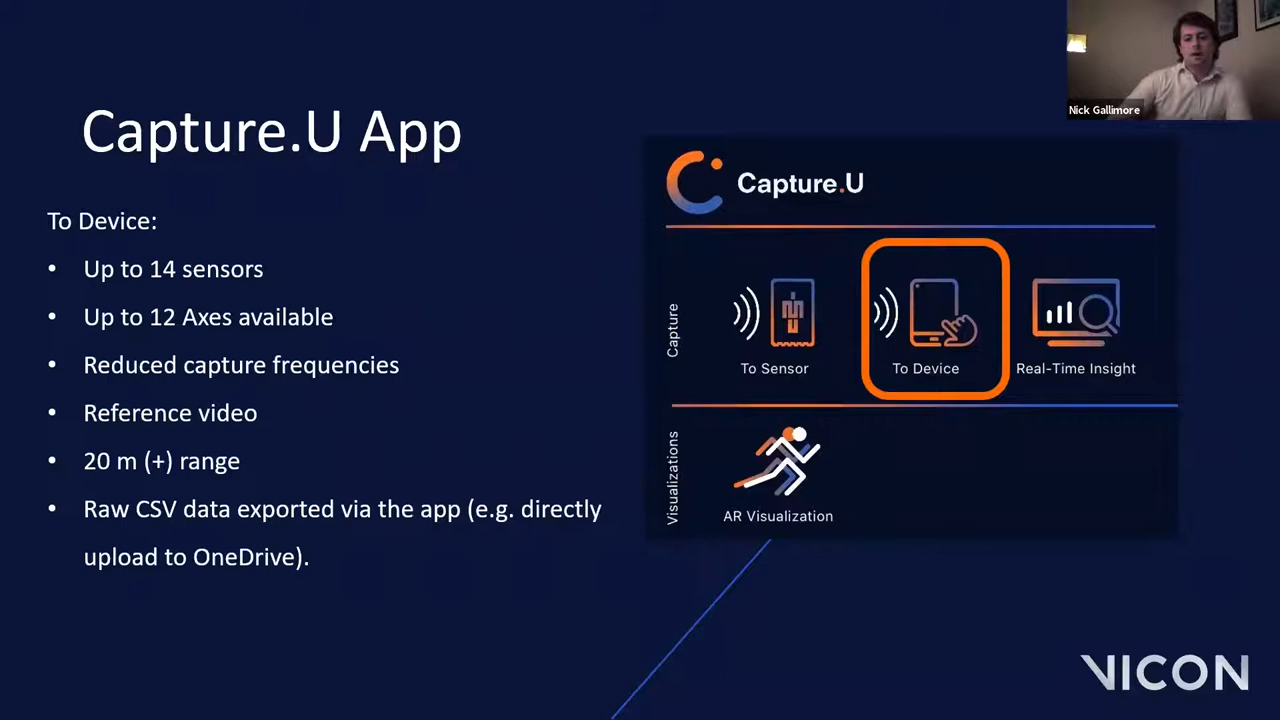 Nick Gallimore
Capture.U App
To Device:
• Up to 14 sensors
• Up to 12 Axes available
• Reduced capture frequencies
• Reference video
• 20 m (+) range
• Raw CSV data exported via the app (e.g. directly
upload to OneDrive).
Capture.U
Capture
To Sensor
To Device
Real-Time Insight
Visualizations
AR Visualization
VICON